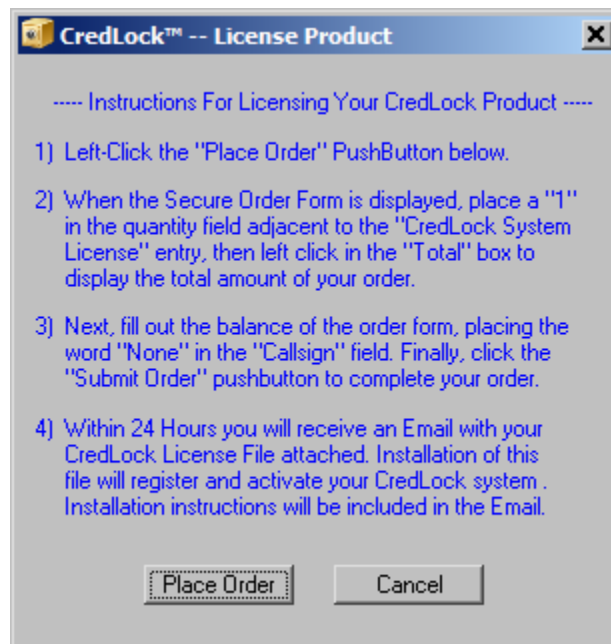 CredLock™ -- License Product
----- Instructions For Licensing Your CredLock Product -----
1) Left-Click the "Place Order" PushButton below.
2) When the Secure Order Form is displayed, place a "1"
in the quantity field adjacent to the "CredLock System
License" entry, then left click in the "Total" box to
display the total amount of your order.
3) Next, fill out the balance of the order form, placing the
word "None" in the "Callsign" field. Finally, click the
"Submit Order" pushbutton to complete your order.
4) Within 24 Hours you will receive an Email with your
CredLock License File attached. Installation of this
file will register and activate your CredLock system .
Installation instructions will be included in the Email.
Place Order Cancel